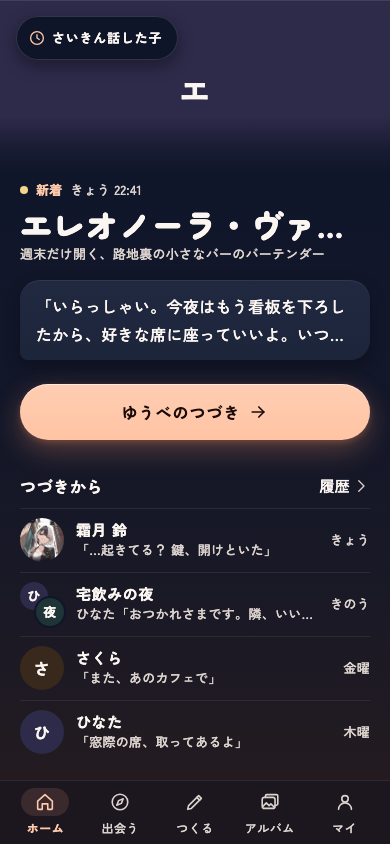 さいきん話した子
エ
新着 きょう 22:41
エレオノーラ・ヴァ…
週末だけ開く、路地裏の小さなバーのバーテンダー
「いらっしゃい。今夜はもう看板を下ろし
たから、好きな席に座っていいよ。いつ…
ゆうべのつづき →
つづきから 履歴 >
霜月 鈴 きょう
「…起きてる？ 鍵、開けといた」
ひ
夜
宅飲みの夜 きのう
ひなた「おつかれさまです。隣、いい…
さ
さくら 金曜
「また、あのカフェで」
ひ
ひなた 木曜
「窓際の席、取ってあるよ」
ホーム 出会う つくる アルバム マイ